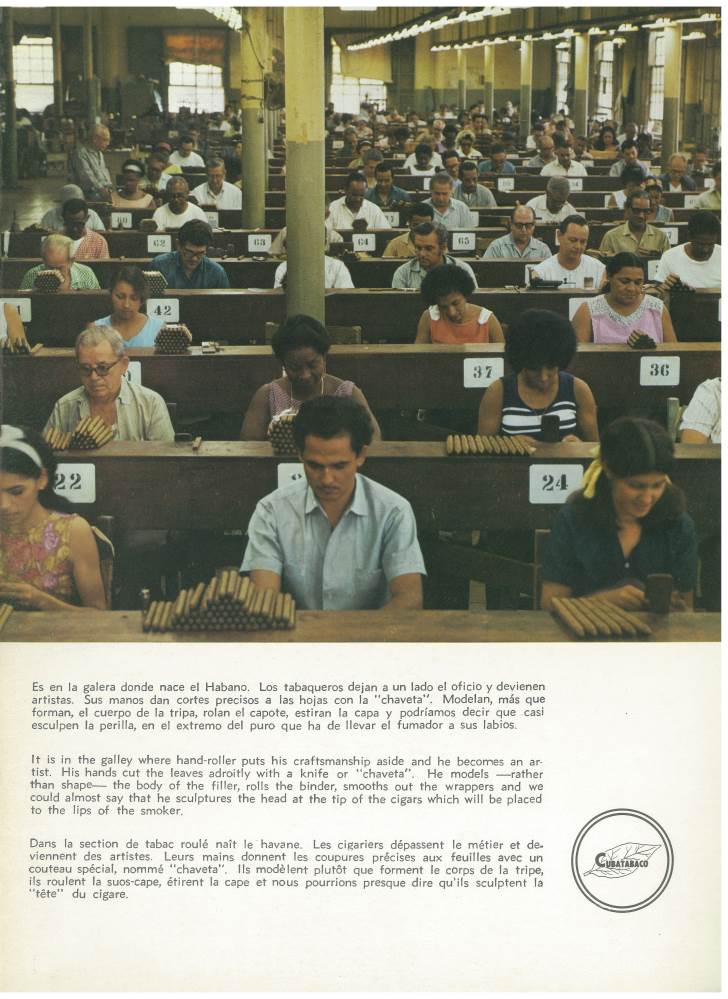 60
62
63
64
65
42
37
36
22
24
Es en la galera donde nace el Habano. Los tabaqueros dejan a un lado el oficio y devienen
artistas. Sus manos dan cortes precisos a las hojas con la "chaveta". Modelan, más que
forman, el cuerpo de la tripa, rolan el capote, estiran la capa y podríamos decir que casi
esculpen la perilla, en el extremo del puro que ha de llevar el fumador a sus labios.
It is in the galley where hand-roller puts his craftsmanship aside and he becomes an ar-
tist. His hands cut the leaves adroitly with a knife or "chaveta". He models —rather
than shape— the body of the filler, rolls the binder, smooths out the wrappers and we
could almost say that he sculptures the head at the tip of the cigars which will be placed
to the lips of the smoker.
Dans la section de tabac roulé naît le havane. Les cigariers dépassent le métier et de-
viennent des artistes. Leurs mains donnent les coupures précises aux feuilles avec un
couteau spécial, nommé "chaveta". Ils modèlent plutôt que forment le corps de la tripe,
ils roulent la suos-cape, étirent la cape et nous pourrions presque dire qu'ils sculptent la
"tête" du cigare.
CUBATABACO